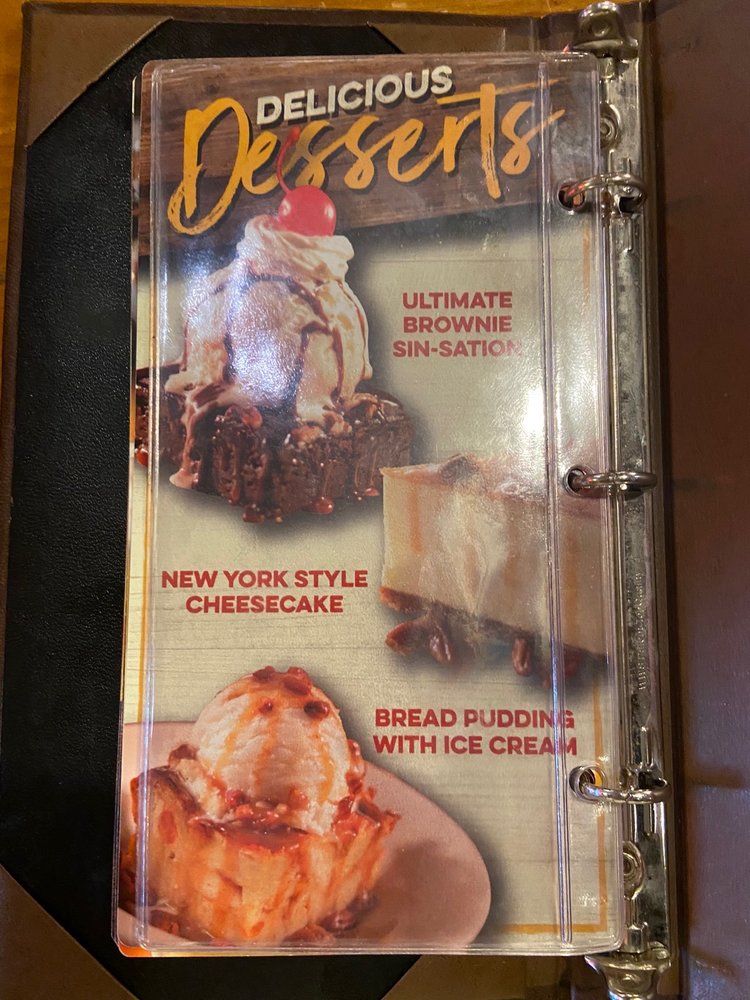 DELICIOUS
Desserts
ULTIMATE
BROWNIE
SIN-SATION
NEW YORK STYLE
CHEESECAKE
BREAD PUDDING
WITH ICE CREAM